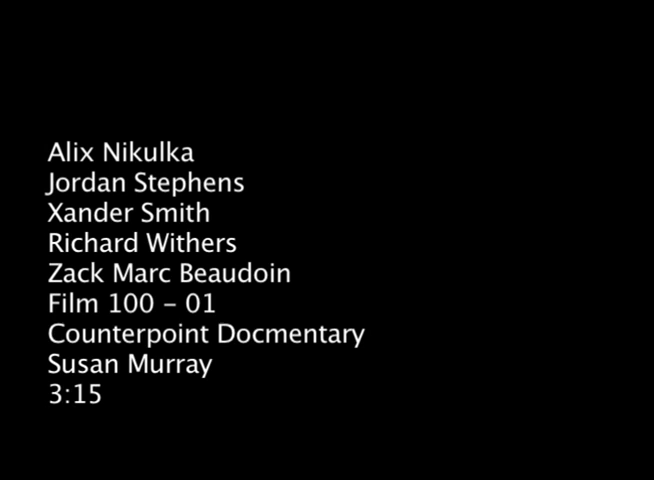 Alix Nikulka
Jordan Stephens
Xander Smith
Richard Withers
Zack Marc Beaudoin
Film 100 – 01
Counterpoint Docmentary
Susan Murray
3:15